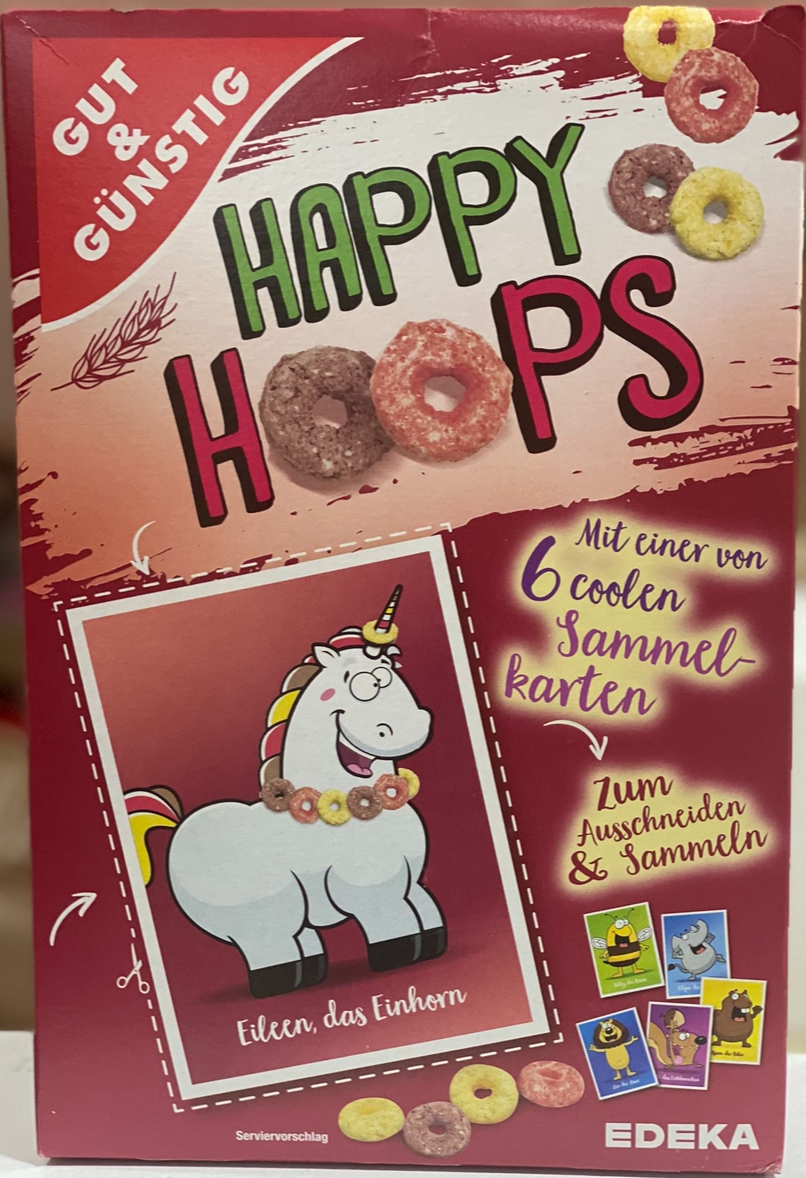 GUT
&
GÜNSTIG
HAPPY
HOOPS
Mit einer von
6 coolen
Sammel-
karten
Zum
Ausschneiden
& Sammeln
Eileen, das Einhorn
Serviervorschlag
EDEKA